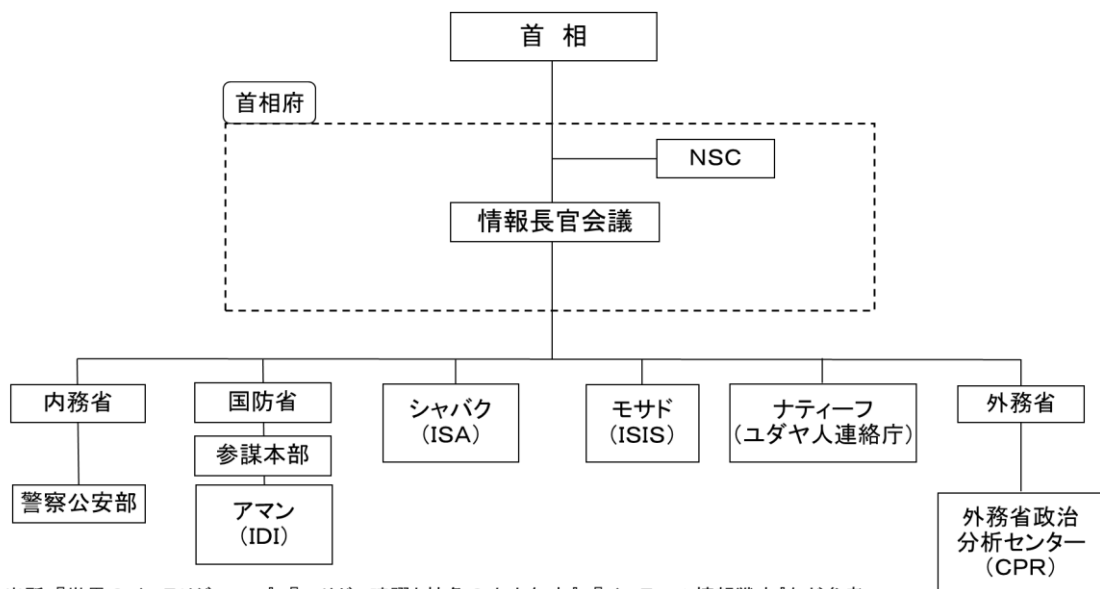 首 相
首相府
NSC
情報長官会議
内務省
国防省
シャバク
(ISA)
モサド
(ISIS)
ナティーフ
(ユダヤ人連絡庁)
外務省
参謀本部
警察公安部
アマン
(IDI)
外務省政治
分析センター
(CPR)